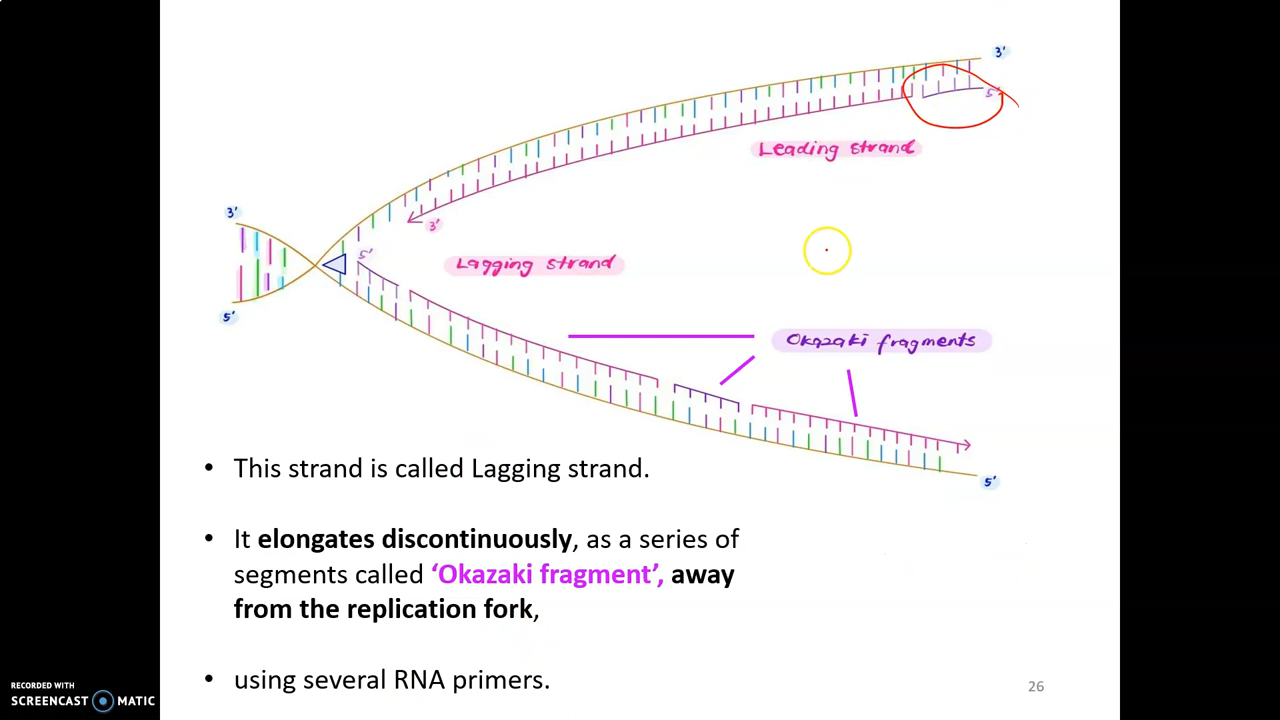 3'
5'
Leading strand
3'
3'
5'
Lagging strand
5'
Okazaki fragments
5'
• This strand is called Lagging strand.
• It elongates discontinuously, as a series of
segments called ‘Okazaki fragment’, away
from the replication fork,
• using several RNA primers.
26
RECORDED WITH
SCREENCAST MATIC